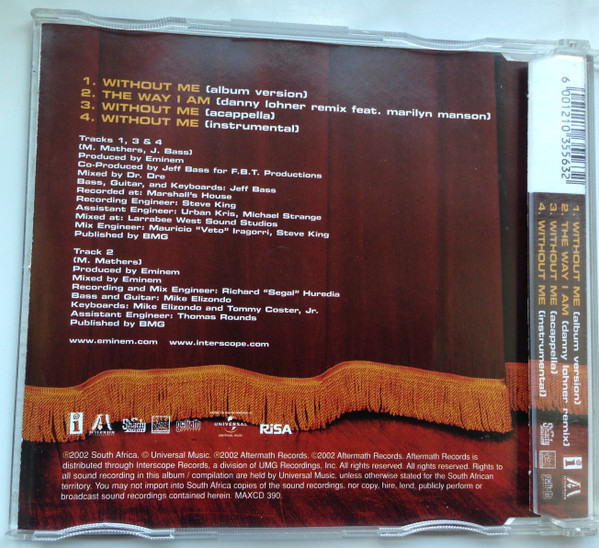 1. WITHOUT ME (album version)
2. THE WAY I AM (danny lohner remix feat. marilyn manson)
3. WITHOUT ME (acappella)
4. WITHOUT ME (instrumental)
Tracks 1, 3 & 4
(M. Mathers, J. Bass)
Produced by Eminem
Co-Produced by Jeff Bass for F.B.T. Productions
Mixed by Dr. Dre
Bass, Guitar, and Keyboards: Jeff Bass
Recorded at: Marshall's House
Recording Engineer: Steve King
Assistant Engineer: Urban Kris, Michael Strange
Mixed at: Larrabee West Sound Studios
Mix Engineer: Mauricio "Veto" Iragorri, Steve King
Published by BMG
Track 2
(M. Mathers)
Produced by Eminem
Mixed by Eminem
Recording and Mix Engineer: Richard "Segal" Huredia
Bass and Guitar: Mike Elizondo
Keyboards: Mike Elizondo and Tommy Coster, Jr.
Assistant Engineer: Thomas Rounds
Published by BMG
www.eminem.com www.interscope.com
UNIVERSAL
RiSA
℗2002 South Africa. © Universal Music. ℗2002 Aftermath Records. ©2002 Aftermath Records. Aftermath Records is
distributed through Interscope Records, a division of UMG Recordings, Inc. All rights reserved. All rights reserved. Rights to
all sound recording in this album / compilation are held by Universal Music, unless otherwise stated for the South African
territory. You may not import into South Africa copies of the sound recordings, nor copy, hire, lend, publicly perform or
broadcast sound recordings contained herein. MAXCD 390.
6 001210 355632
1. WITHOUT ME (album version)
2. THE WAY I AM (danny lohner remix)
3. WITHOUT ME (acappella)
4. WITHOUT ME (instrumental)